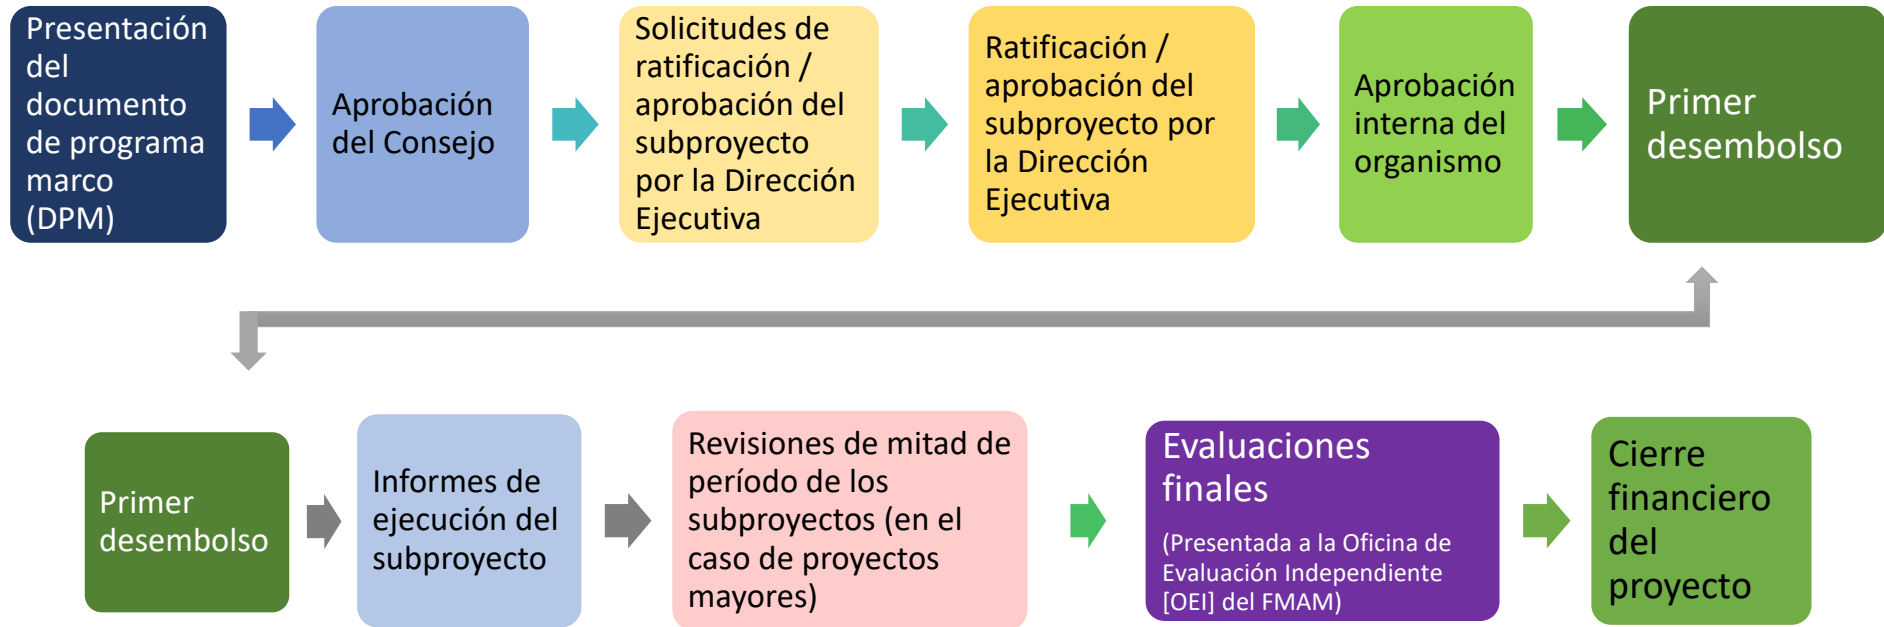 Presentación
del
documento
de programa
marco
(DPM)
Aprobación
del Consejo
Solicitudes de
ratificación /
aprobación del
subproyecto
por la Dirección
Ejecutiva
Ratificación /
aprobación del
subproyecto por
la Dirección
Ejecutiva
Aprobación
interna del
organismo
Primer
desembolso
Primer
desembolso
Informes de
ejecución del
subproyecto
Revisiones de mitad de
período de los
subproyectos (en el
caso de proyectos
mayores)
Evaluaciones
finales
(Presentada a la Oficina de
Evaluación Independiente
[OEI] del FMAM)
Cierre
financiero
del
proyecto